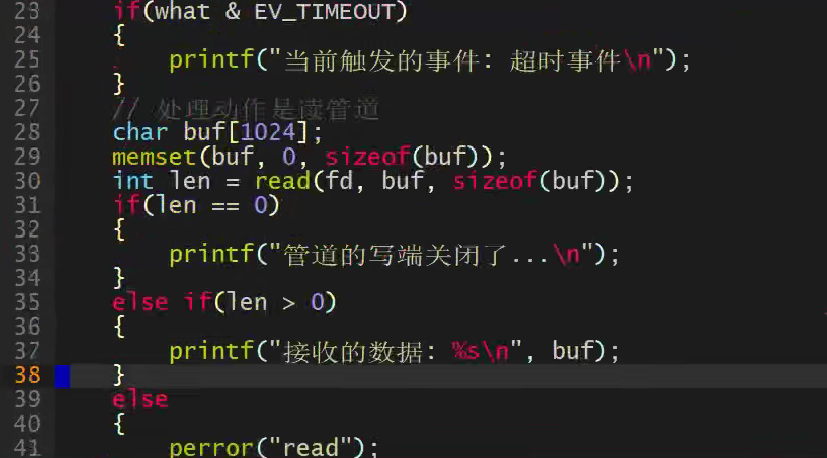 23 if(what & EV_TIMEOUT)
24 {
25 printf("当前触发的事件: 超时事件\n");
26 }
27 // 处理动作是读管道
28 char buf[1024];
29 memset(buf, 0, sizeof(buf));
30 int len = read(fd, buf, sizeof(buf));
31 if(len == 0)
32 {
33 printf("管道的写端关闭了...\n");
34 }
35 else if(len > 0)
36 {
37 printf("接收的数据: %s\n", buf);
38 }
39 else
40 {
41 perror("read");